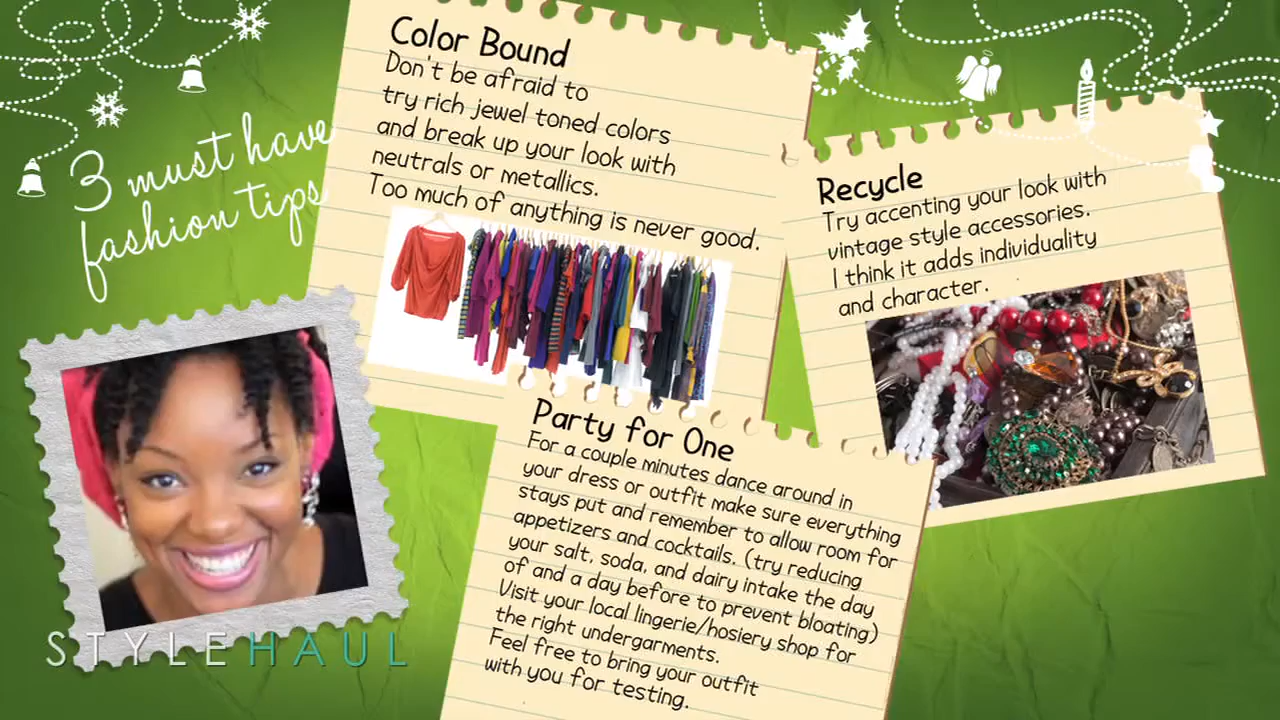 3 must have
fashion tips
Color Bound
Don't be afraid to
try rich jewel toned colors
and break up your look with
neutrals or metallics.
Too much of anything is never good.
Recycle
Try accenting your look with
vintage style accessories.
I think it adds individuality
and character.
Party for One
For a couple minutes dance around in
your dress or outfit make sure everything
stays put and remember to allow room for
appetizers and cocktails. (try reducing
your salt, soda, and dairy intake the day
of and a day before to prevent bloating)
Visit your local lingerie/hosiery shop for
the right undergarments.
Feel free to bring your outfit
with you for testing.
STYLEHAUL